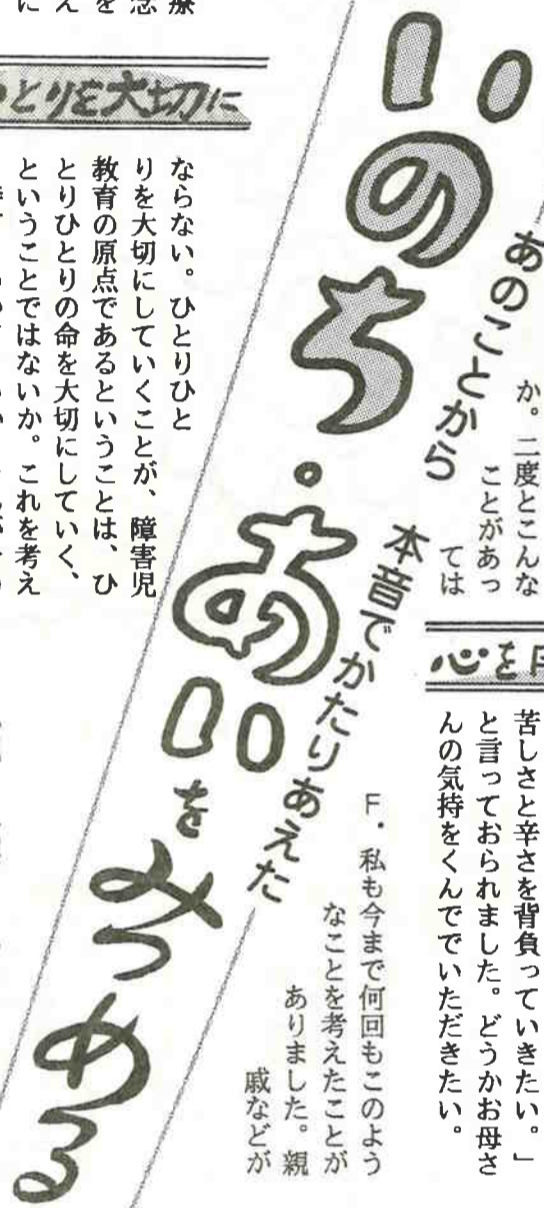 いのち・あいをみつめる
あのことから 本音でかたりあえた
か。二度とこんな
ことがあっ
ては
苦しさと辛さを背負っていきたい。」
と言っておられました。どうかお母さ
んの気持をくんででいただきたい。
F. 私も今まで何回もこのよう
なことを考えたことが
ありました。親
戚などが
とりを大切に
ならない。ひとりひと
りを大切にしていくことが、障害児
教育の原点であるということは、ひ
とりひとりの命を大切にしていく、
ということではないか。これを考え